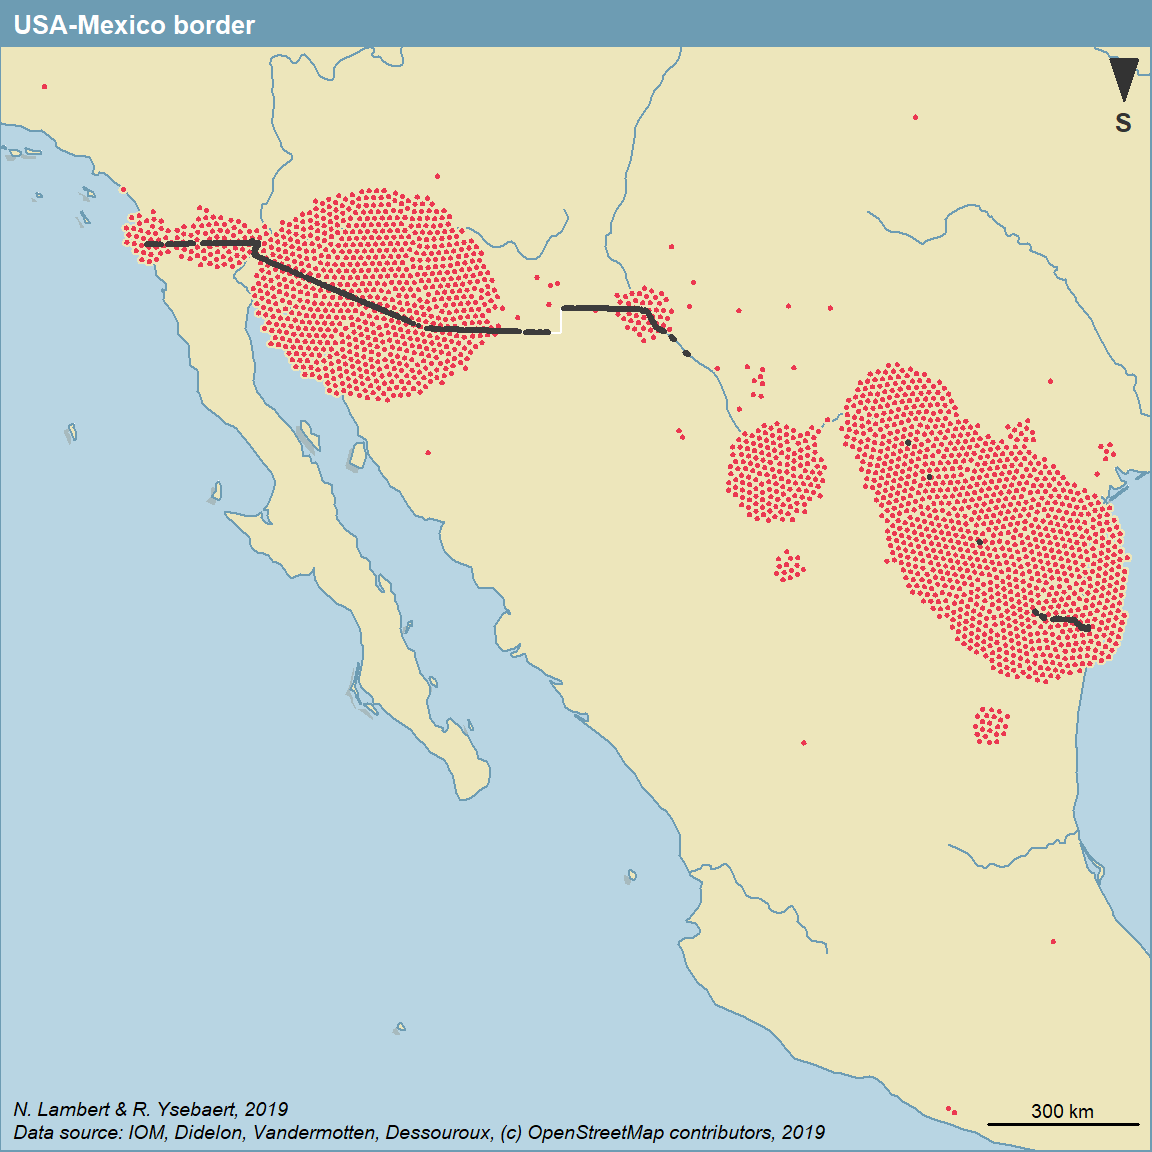 USA-Mexico border
S
300 km
N. Lambert & R. Ysebaert, 2019
Data source: IOM, Didelon, Vandermotten, Dessouroux, (c) OpenStreetMap contributors, 2019